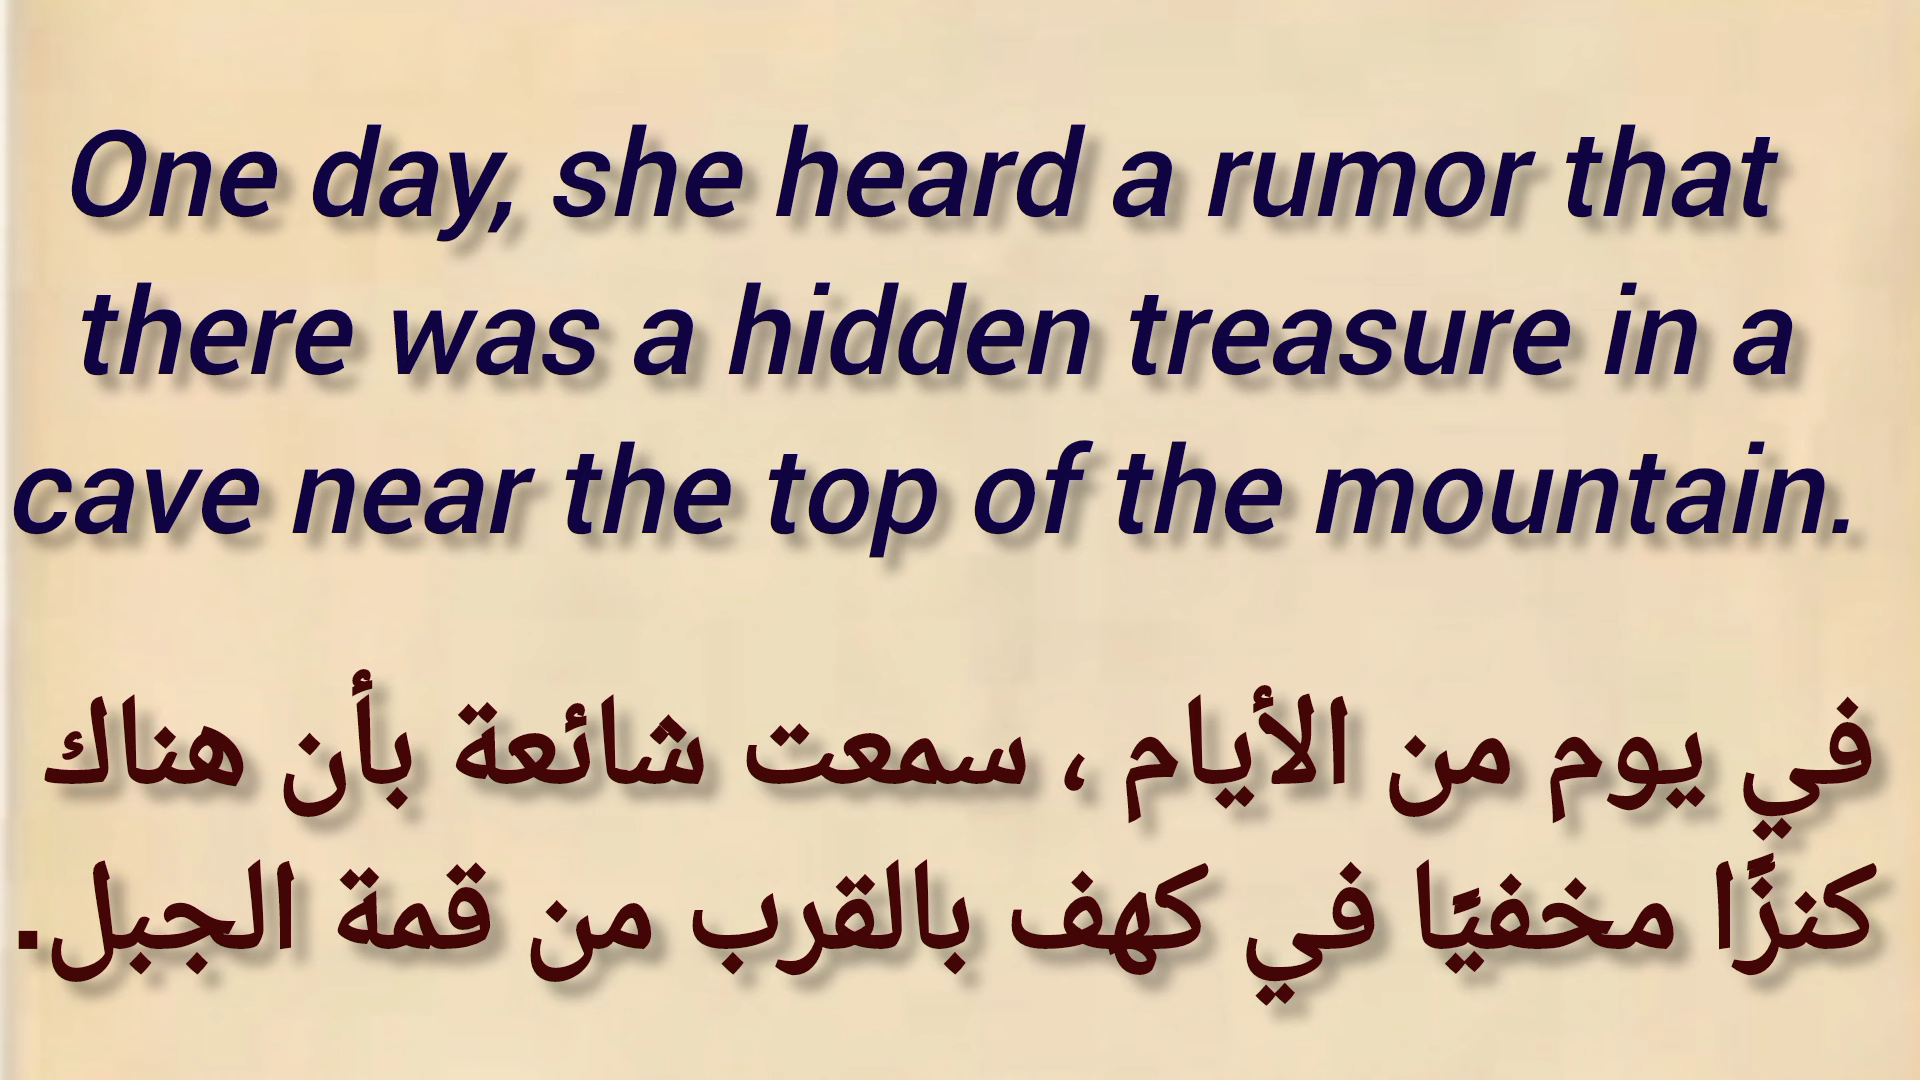 One day, she heard a rumor that
there was a hidden treasure in a
cave near the top of the mountain.
في يوم من الأيام ، سمعت شائعة بأن هناك
كنزًا مخفيًا في كهف بالقرب من قمة الجبل.